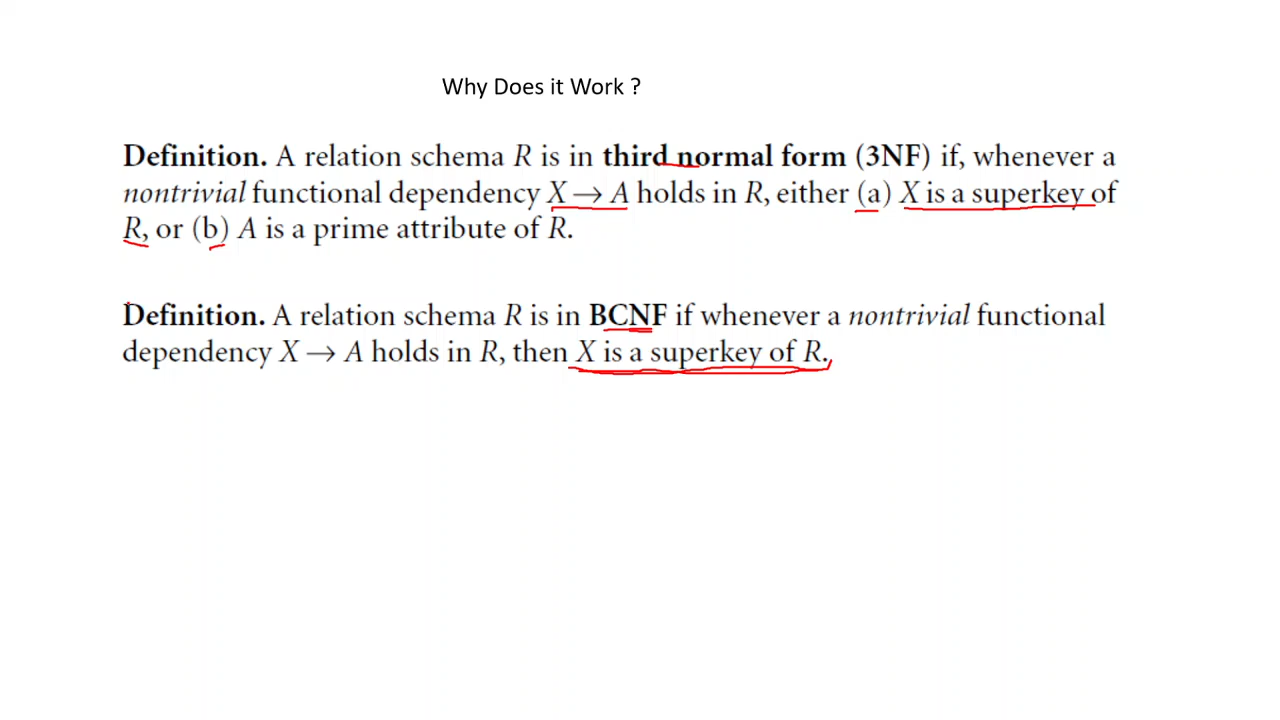 Why Does it Work ?
Definition. A relation schema R is in third normal form (3NF) if, whenever a
nontrivial functional dependency X → A holds in R, either (a) X is a superkey of
R, or (b) A is a prime attribute of R.
Definition. A relation schema R is in BCNF if whenever a nontrivial functional
dependency X → A holds in R, then X is a superkey of R.